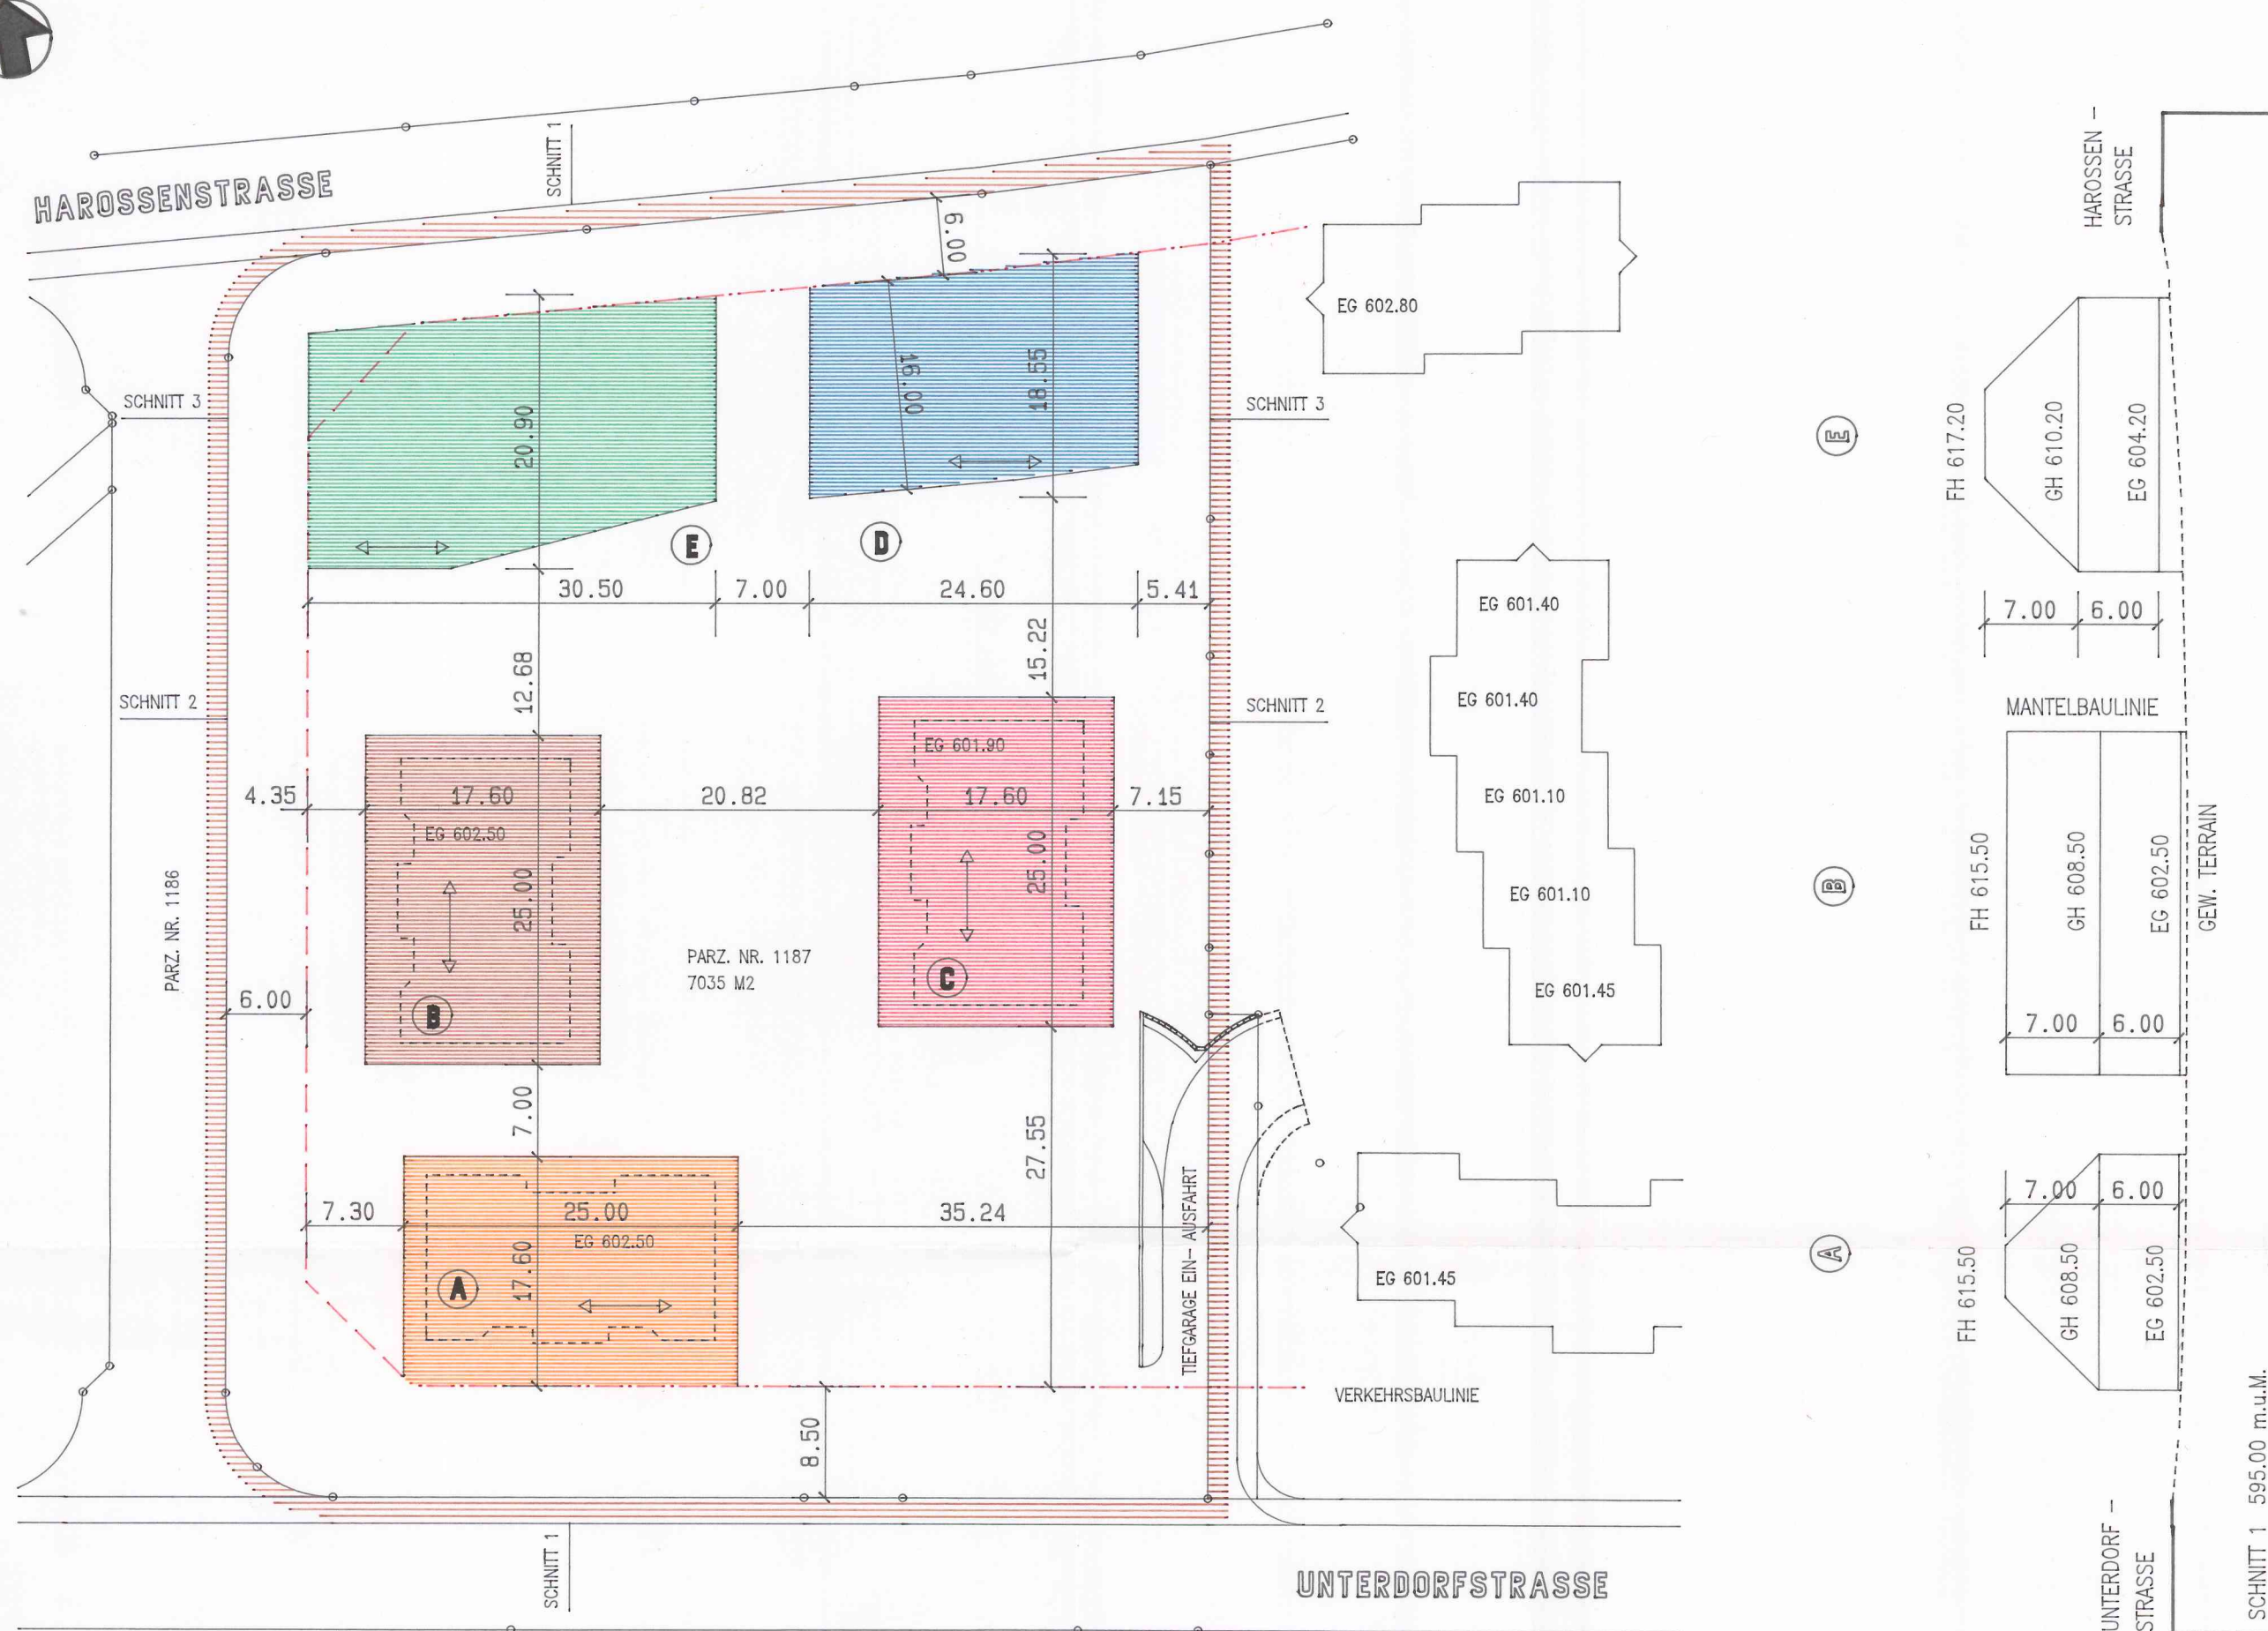 HAROSSENSTRASSE
SCHNITT 1
6.00
HAROSSEN –
STRASSE
EG 602.80
SCHNITT 3
SCHNITT 3
20.90
16.00
18.55
E
FH 617.20
GH 610.20
EG 604.20
E
D
30.50
7.00
24.60
5.41
EG 601.40
7.00
6.00
12.68
15.22
SCHNITT 2
SCHNITT 2
EG 601.40
MANTELBAULINIE
EG 601.90
4.35
17.60
20.82
17.60
7.15
EG 601.10
EG 602.50
25.00
25.00
EG 601.10
B
FH 615.50
GH 608.50
EG 602.50
GEW. TERRAIN
PARZ. NR. 1186
PARZ. NR. 1187
7035 M2
C
EG 601.45
6.00
B
7.00
6.00
7.00
27.55
7.30
25.00
EG 602.50
35.24
17.60
A
TIEFGARAGE EIN– AUSFAHRT
EG 601.45
A
7.00
6.00
FH 615.50
GH 608.50
EG 602.50
VERKEHRSBAULINIE
8.50
SCHNITT 1
UNTERDORFSTRASSE
UNTERDORF –
STRASSE
SCHNITT 1 595.00 m.u.M.